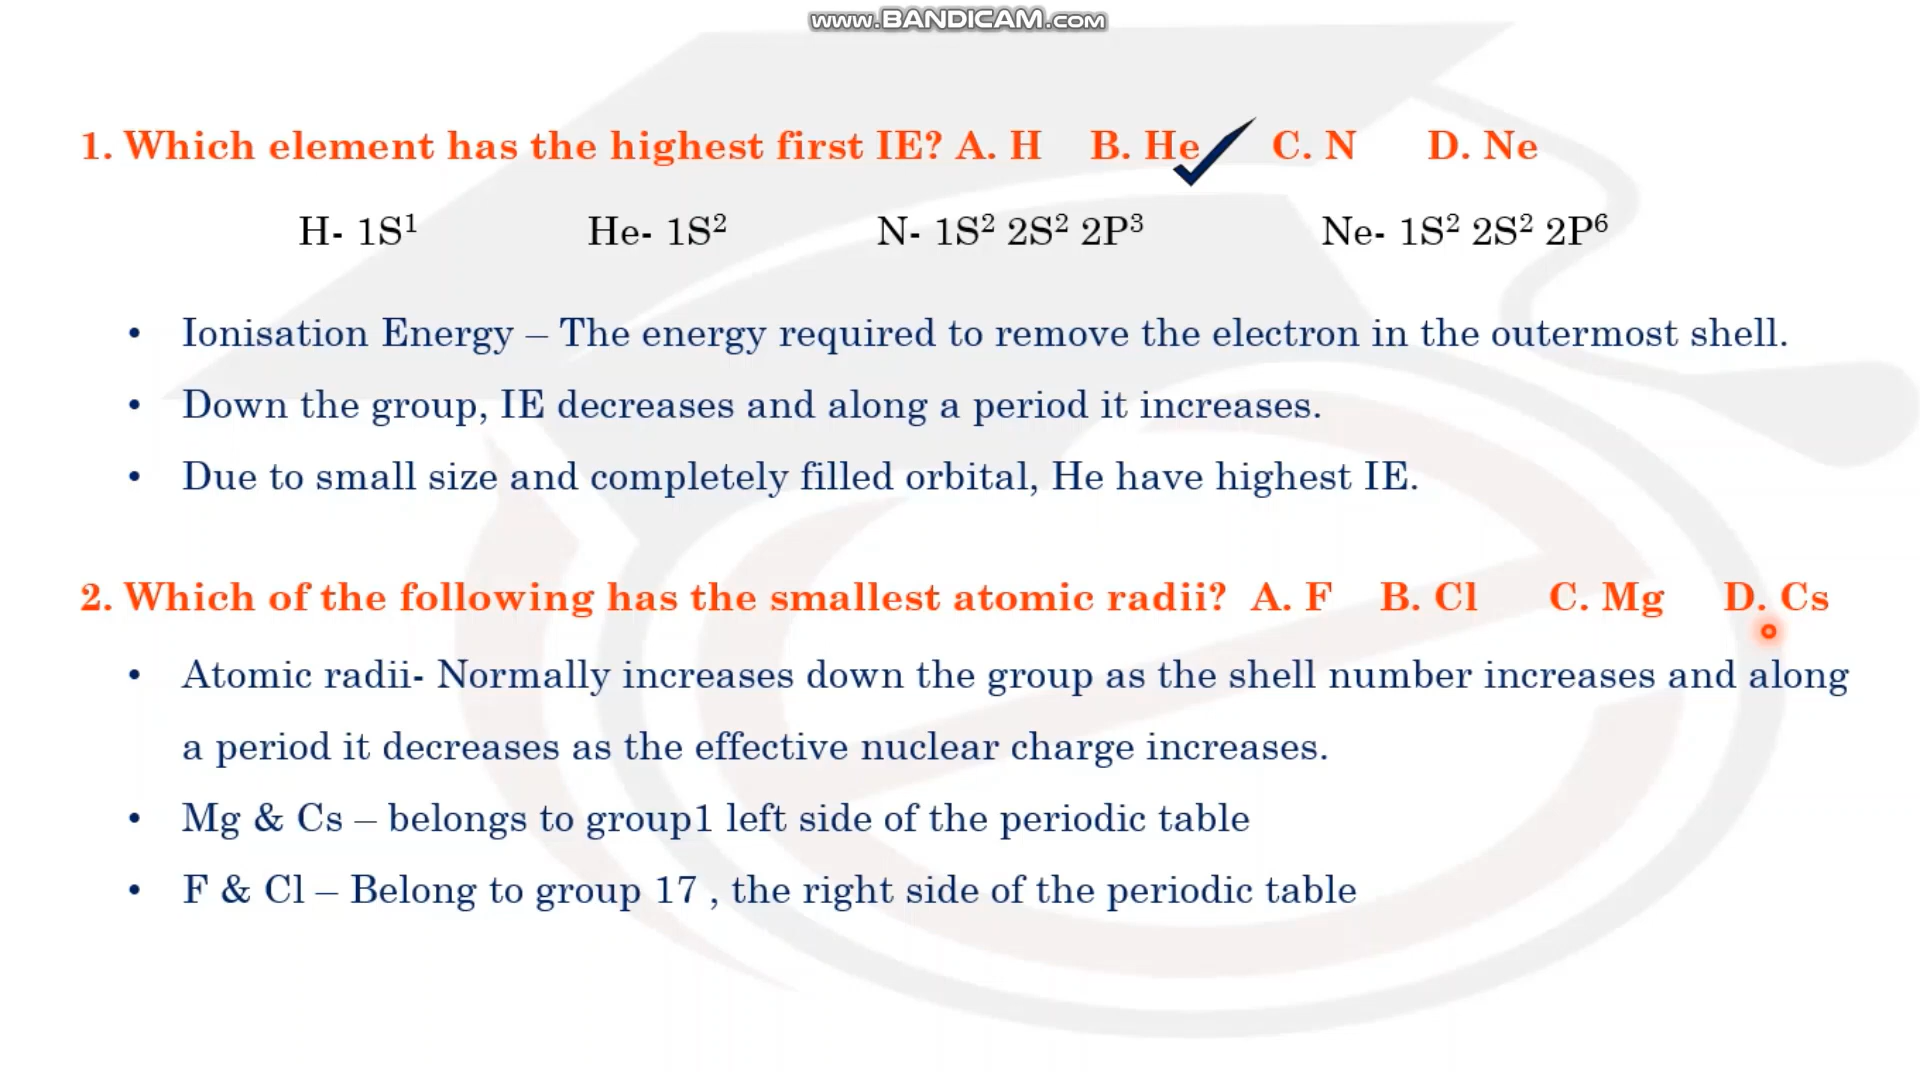 www.BANDICAM.com
1. Which element has the highest first IE? A. H B. He C. N D. Ne
H- 1S¹ He- 1S² N- 1S² 2S² 2P³ Ne- 1S² 2S² 2P⁶
• Ionisation Energy – The energy required to remove the electron in the outermost shell.
• Down the group, IE decreases and along a period it increases.
• Due to small size and completely filled orbital, He have highest IE.
2. Which of the following has the smallest atomic radii? A. F B. Cl C. Mg D. Cs
• Atomic radii- Normally increases down the group as the shell number increases and along
a period it decreases as the effective nuclear charge increases.
• Mg & Cs – belongs to group1 left side of the periodic table
• F & Cl – Belong to group 17 , the right side of the periodic table